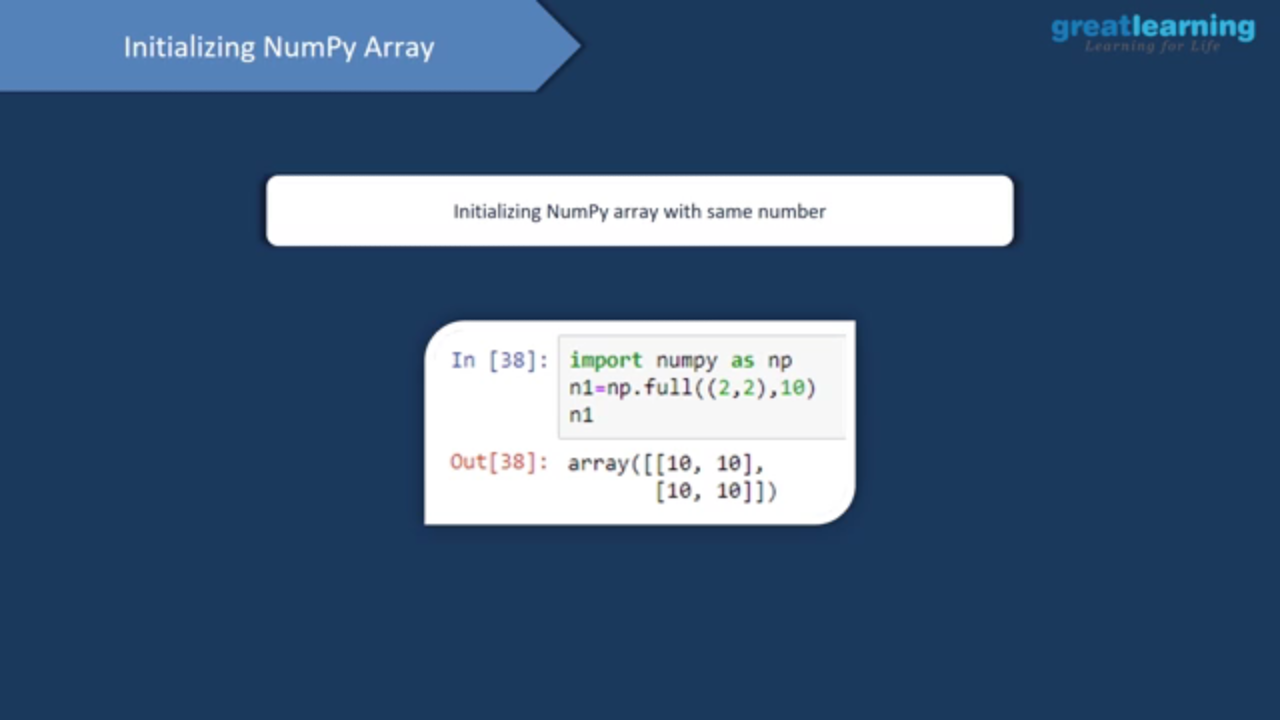 Initializing NumPy Array
greatlearning
Learning for Life
Initializing NumPy array with same number
In [38]: import numpy as np
n1=np.full((2,2),10)
n1
Out[38]: array([[10, 10],
[10, 10]])